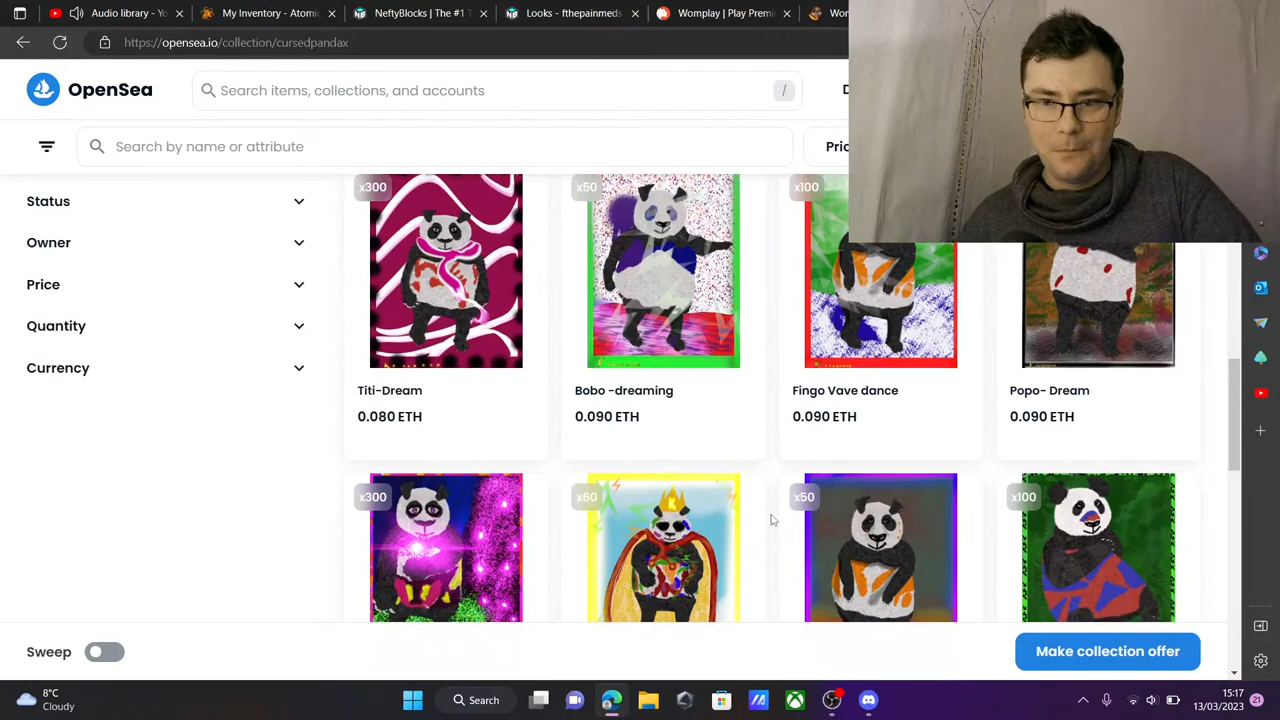 Audio library - Yo
My Inventory - Atomic
NeftyBlocks | The #1 T
Looks - fthepainmeds
Womplay | Play Premi
Wor
https://opensea.io/collection/cursedpandax
OpenSea
Search items, collections, and accounts
/
D
Search by name or attribute
Pric
Status
Owner
Price
Quantity
Currency
x300
x50
x100
Titi-Dream
Bobo -dreaming
Fingo Vave dance
Popo- Dream
0.080 ETH
0.090 ETH
0.090 ETH
0.090 ETH
x300
x60
x50
x100
Sweep
Make collection offer
8°C
Cloudy
Search
15:17
13/03/2023
21